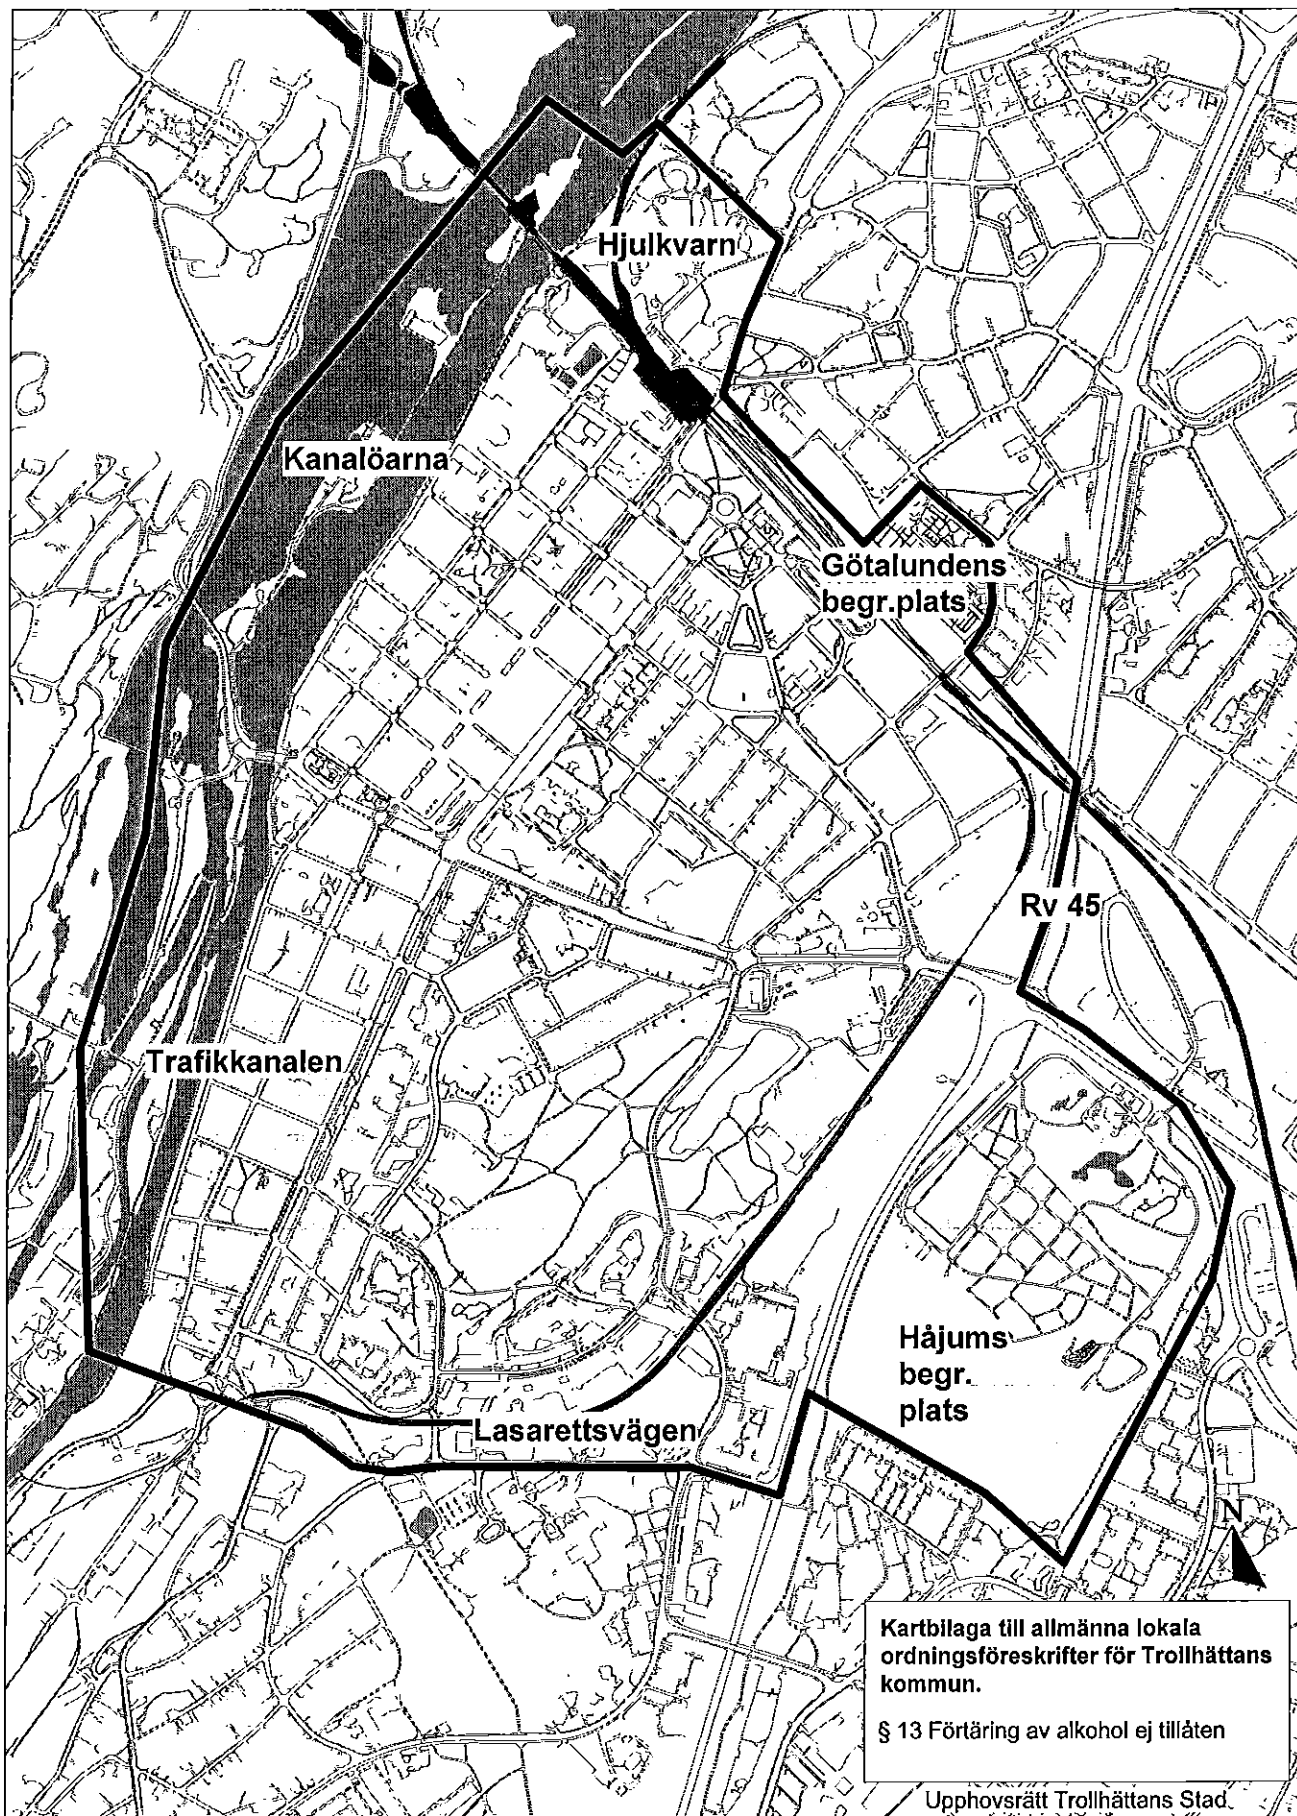 Hjulkvarn
Kanalöarna
Götalundens
begr.plats
Rv 45
Trafikkanalen
Håjums
begr.
plats
Lasarettsvägen
N
Kartbilaga till allmänna lokala
ordningsföreskrifter för Trollhättans
kommun.
§ 13 Förtäring av alkohol ej tillåten
Upphovsrätt Trollhättans Stad.